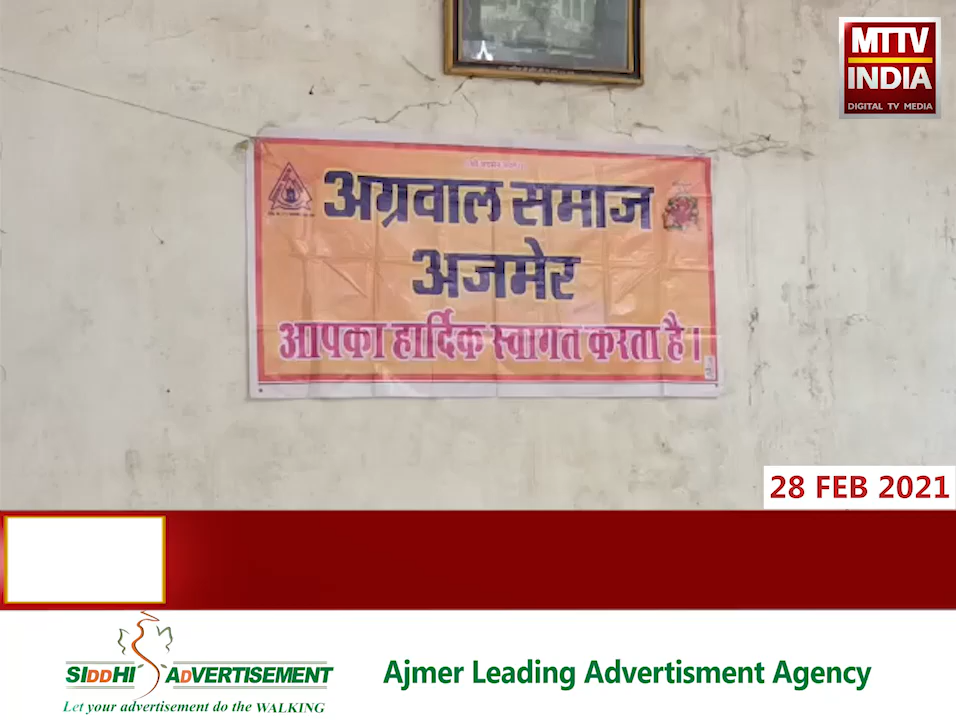 MTTV
INDIA
DIGITAL TV MEDIA
अग्रवाल समाज
अजमेर
आपका हार्दिक स्वागत करता है।
28 FEB 2021
SIDDHI ADVERTISEMENT
Let your advertisement do the WALKING
Ajmer Leading Advertisment Agency